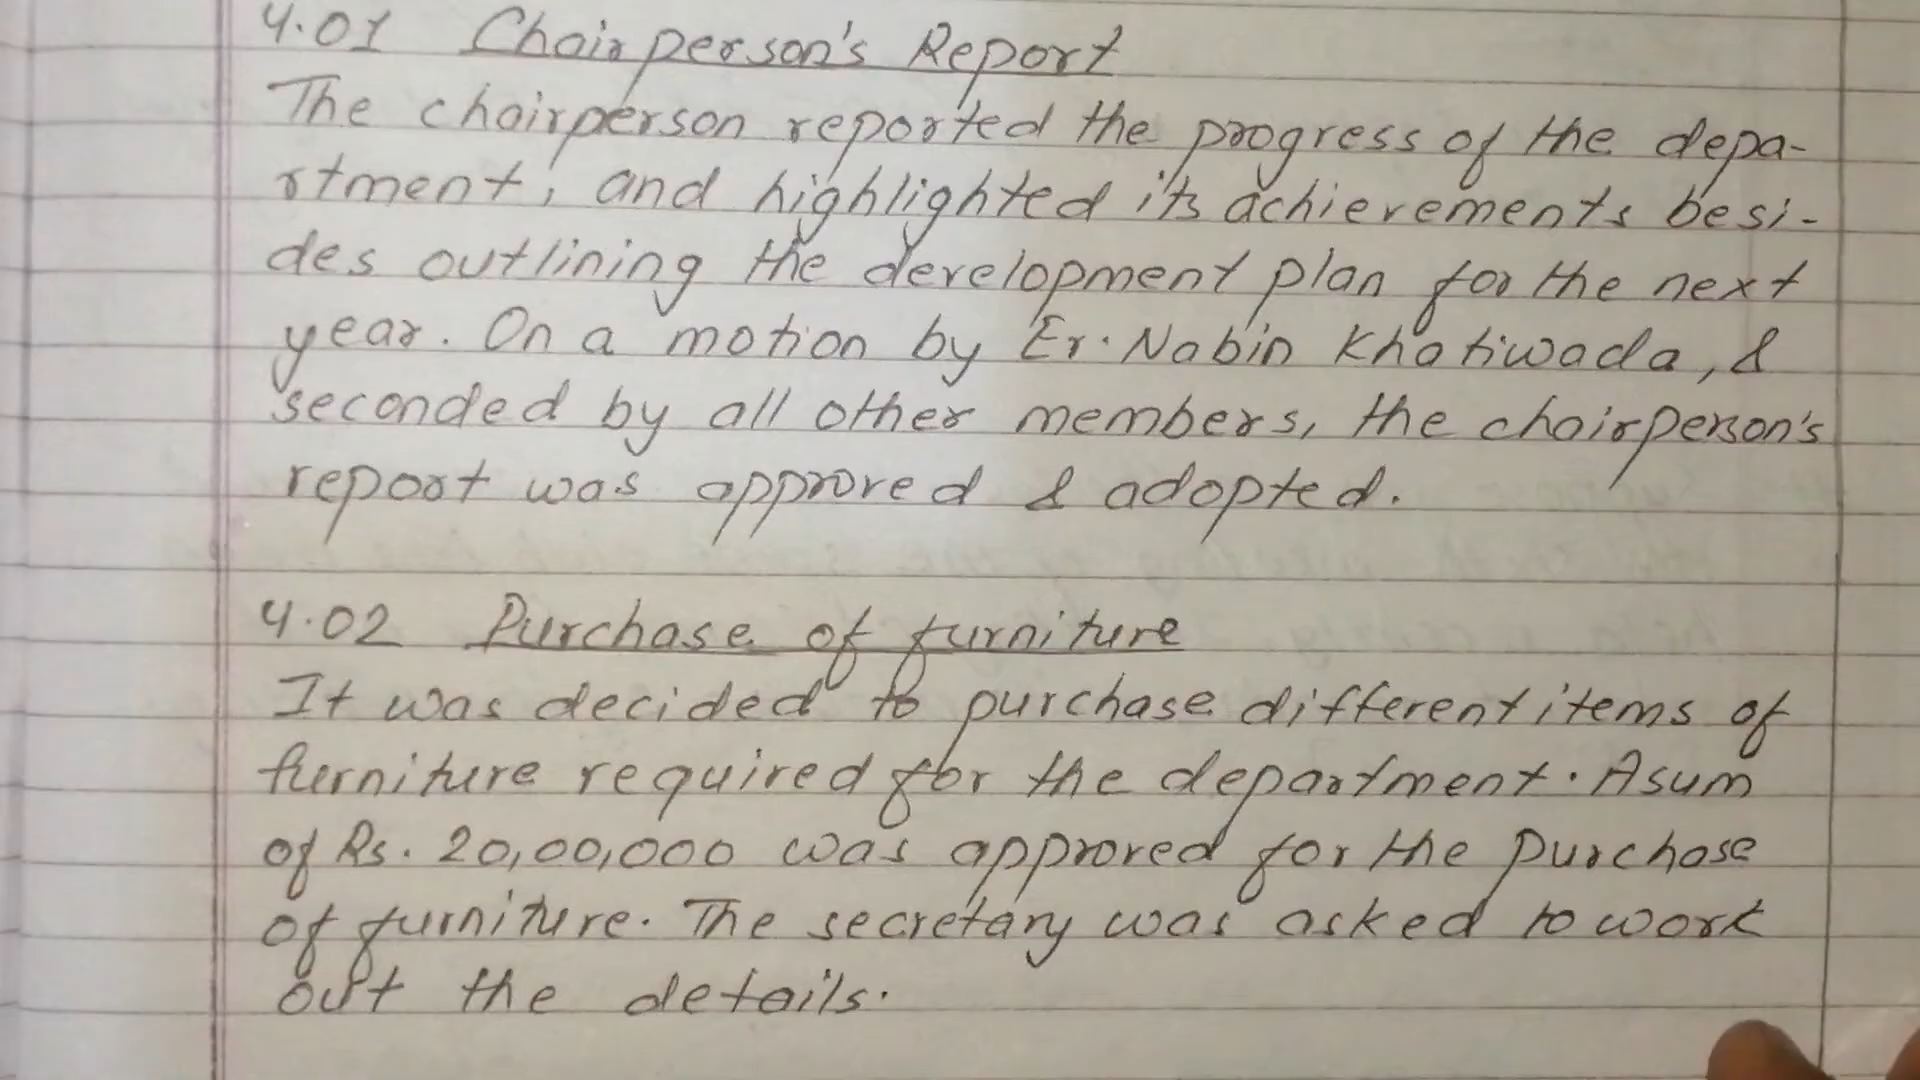 4.01 Chairperson's Report
The chairperson reported the progress of the depa-
rtment, and highlighted its achievements besi-
des outlining the development plan for the next
year. On a motion by Er. Nabin Khatiwada, &
seconded by all other members, the chairperson's
report was approved & adopted.
4.02 Purchase of furniture
It was decided to purchase different items of
furniture required for the department. A sum
of Rs. 20,00,000 was approved for the purchase
of furniture. The secretary was asked to work
out the details.